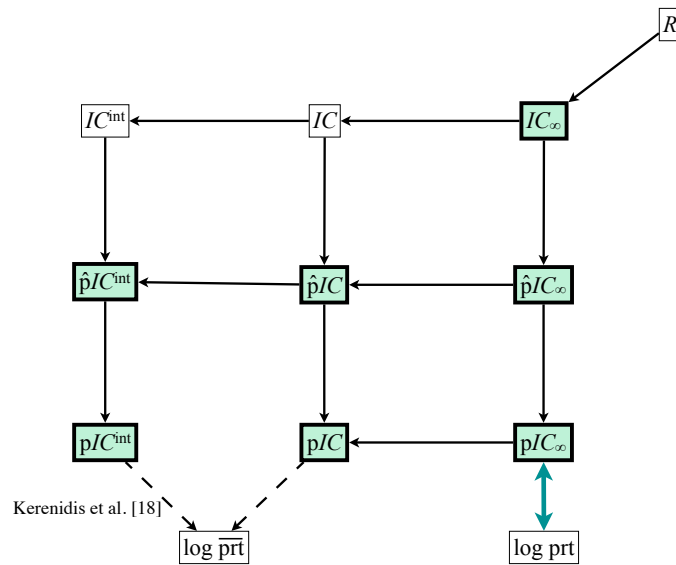 R
IC^int IC IC∞
p̂IC^int p̂IC p̂IC∞
pIC^int pIC pIC∞
Kerenidis et al. [18]
log p̅r̅t̅ log prt